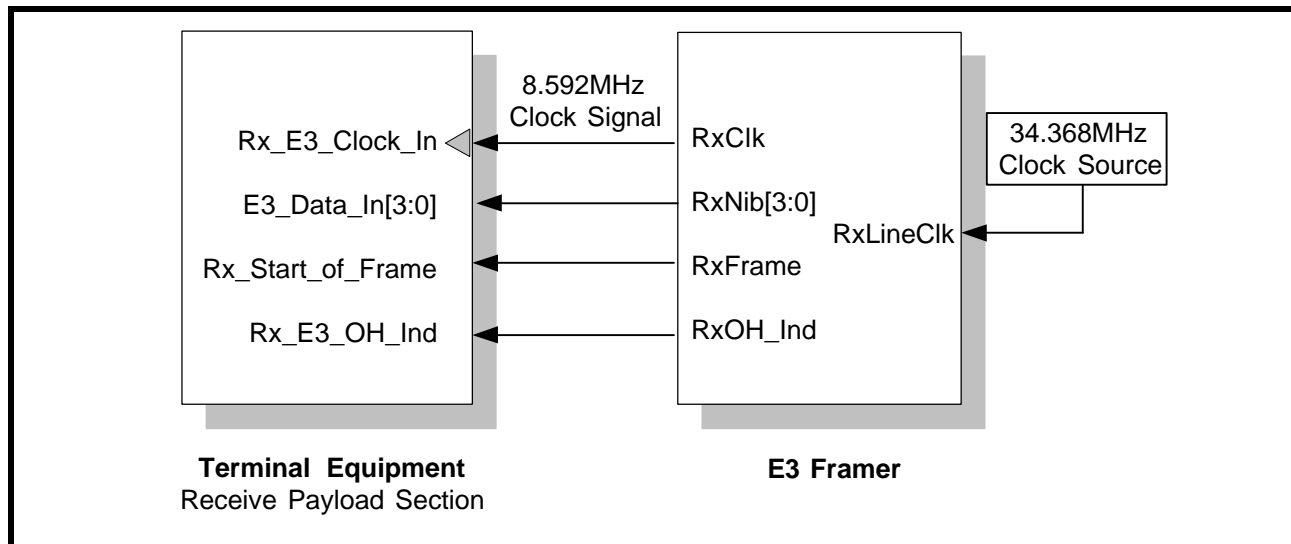 8.592MHz
Clock Signal
Rx_E3_Clock_In
RxClk
34.368MHz
Clock Source
E3_Data_In[3:0]
RxNib[3:0]
RxLineClk
Rx_Start_of_Frame
RxFrame
Rx_E3_OH_Ind
RxOH_Ind
Terminal Equipment
Receive Payload Section
E3 Framer